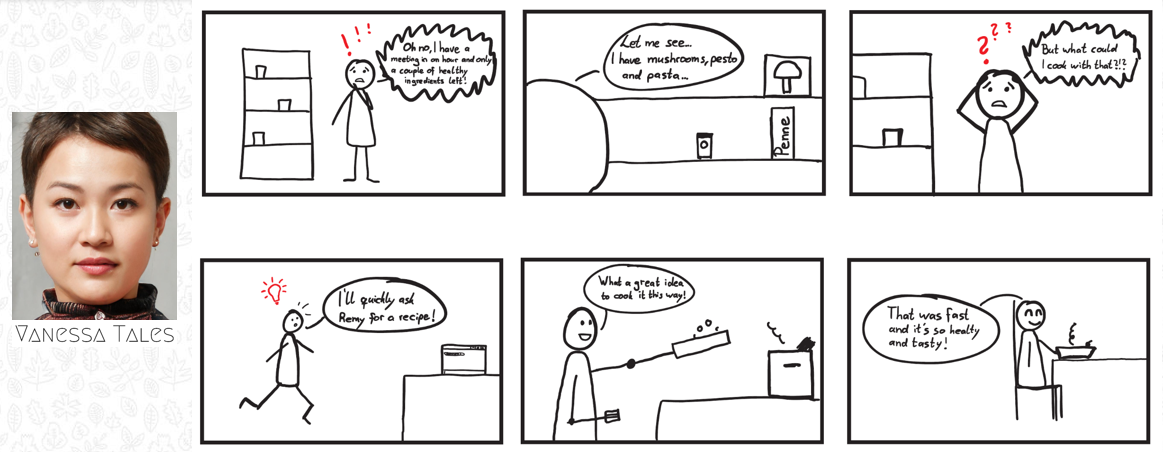 !!!
Oh no, I have a
meeting in an hour and only
a couple of healthy
ingredients left!
Let me see...
I have mushrooms, pesto
and pasta...
Penne
???
But what could
I cook with that?!?
VANESSA TALES
I'll quickly ask
Remy for a recipe!
What a great idea
to cook it this way!
That was fast
and it's so healty
and tasty!